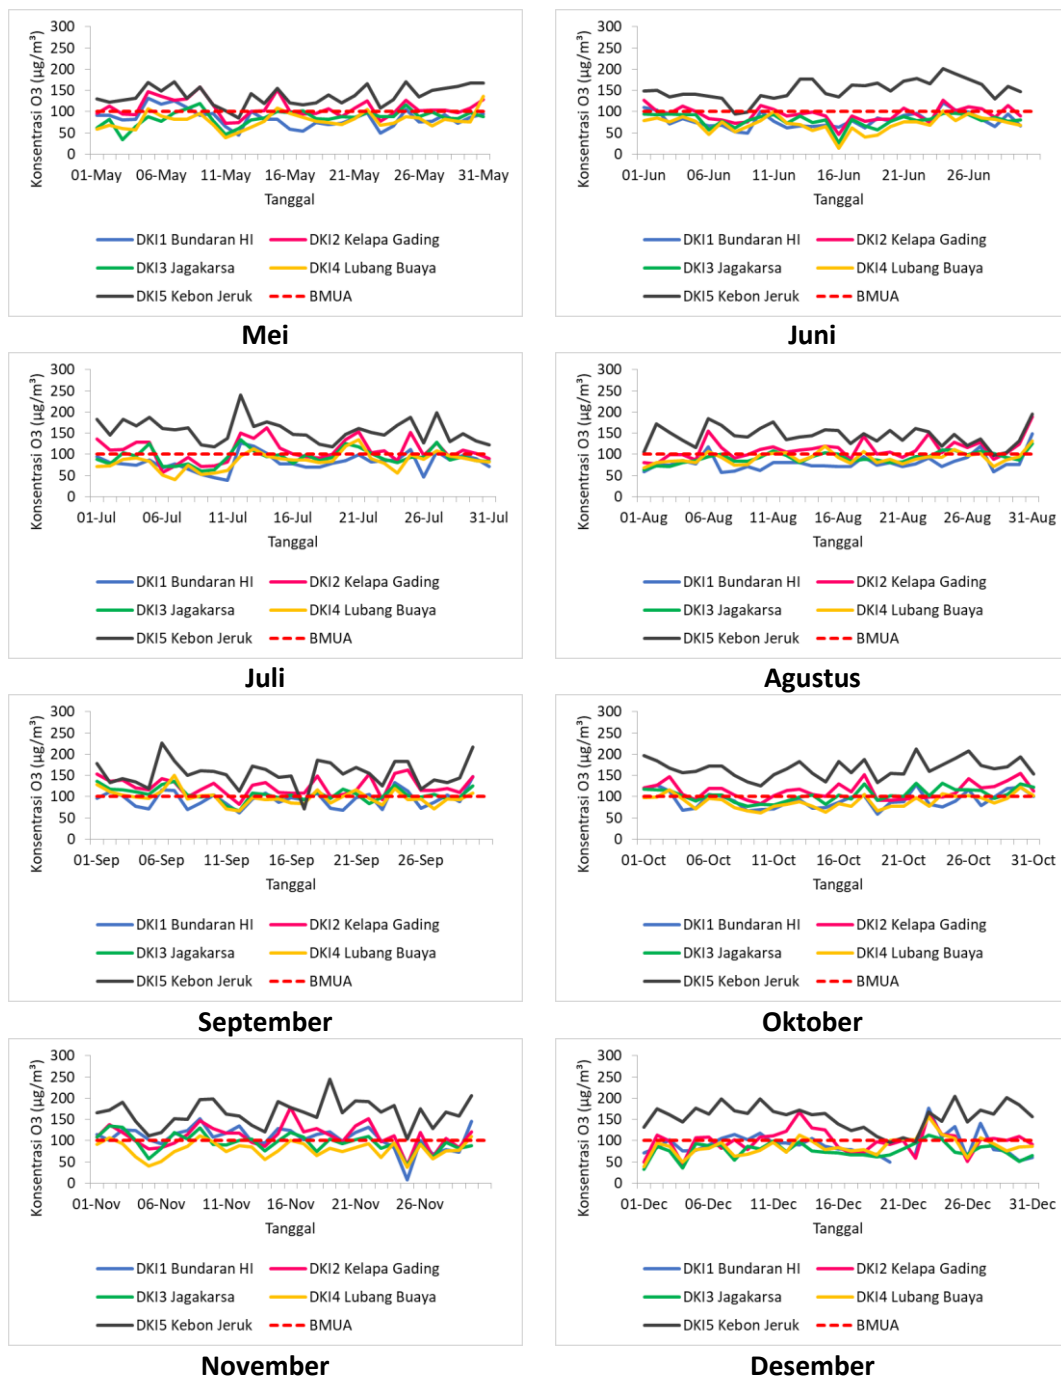 Konsentrasi O3 (µg/m³)
300
250
200
150
100
50
0
01-May 06-May 11-May 16-May 21-May 26-May 31-May
Tanggal
DKI1 Bundaran HI DKI2 Kelapa Gading
DKI3 Jagakarsa DKI4 Lubang Buaya
DKI5 Kebon Jeruk BMUA
Mei
Konsentrasi O3 (µg/m³)
300
250
200
150
100
50
0
01-Jun 06-Jun 11-Jun 16-Jun 21-Jun 26-Jun
Tanggal
DKI1 Bundaran HI DKI2 Kelapa Gading
DKI3 Jagakarsa DKI4 Lubang Buaya
DKI5 Kebon Jeruk BMUA
Juni
Konsentrasi O3 (µg/m³)
300
250
200
150
100
50
0
01-Jul 06-Jul 11-Jul 16-Jul 21-Jul 26-Jul 31-Jul
Tanggal
DKI1 Bundaran HI DKI2 Kelapa Gading
DKI3 Jagakarsa DKI4 Lubang Buaya
DKI5 Kebon Jeruk BMUA
Juli
Konsentrasi O3 (µg/m³)
300
250
200
150
100
50
0
01-Aug 06-Aug 11-Aug 16-Aug 21-Aug 26-Aug 31-Aug
Tanggal
DKI1 Bundaran HI DKI2 Kelapa Gading
DKI3 Jagakarsa DKI4 Lubang Buaya
DKI5 Kebon Jeruk BMUA
Agustus
Konsentrasi O3 (µg/m³)
300
250
200
150
100
50
0
01-Sep 06-Sep 11-Sep 16-Sep 21-Sep 26-Sep
Tanggal
DKI1 Bundaran HI DKI2 Kelapa Gading
DKI3 Jagakarsa DKI4 Lubang Buaya
DKI5 Kebon Jeruk BMUA
September
Konsentrasi O3 (µg/m³)
300
250
200
150
100
50
0
01-Oct 06-Oct 11-Oct 16-Oct 21-Oct 26-Oct 31-Oct
Tanggal
DKI1 Bundaran HI DKI2 Kelapa Gading
DKI3 Jagakarsa DKI4 Lubang Buaya
DKI5 Kebon Jeruk BMUA
Oktober
Konsentrasi O3 (µg/m³)
300
250
200
150
100
50
0
01-Nov 06-Nov 11-Nov 16-Nov 21-Nov 26-Nov
Tanggal
DKI1 Bundaran HI DKI2 Kelapa Gading
DKI3 Jagakarsa DKI4 Lubang Buaya
DKI5 Kebon Jeruk BMUA
November
Konsentrasi O3 (µg/m³)
300
250
200
150
100
50
0
01-Dec 06-Dec 11-Dec 16-Dec 21-Dec 26-Dec 31-Dec
Tanggal
DKI1 Bundaran HI DKI2 Kelapa Gading
DKI3 Jagakarsa DKI4 Lubang Buaya
DKI5 Kebon Jeruk BMUA
Desember